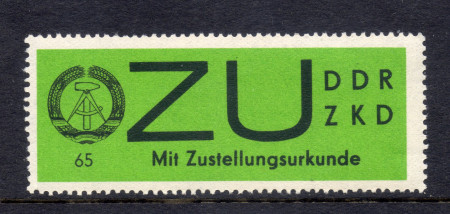 ZU
DDR
ZKD
65
Mit Zustellungsurkunde